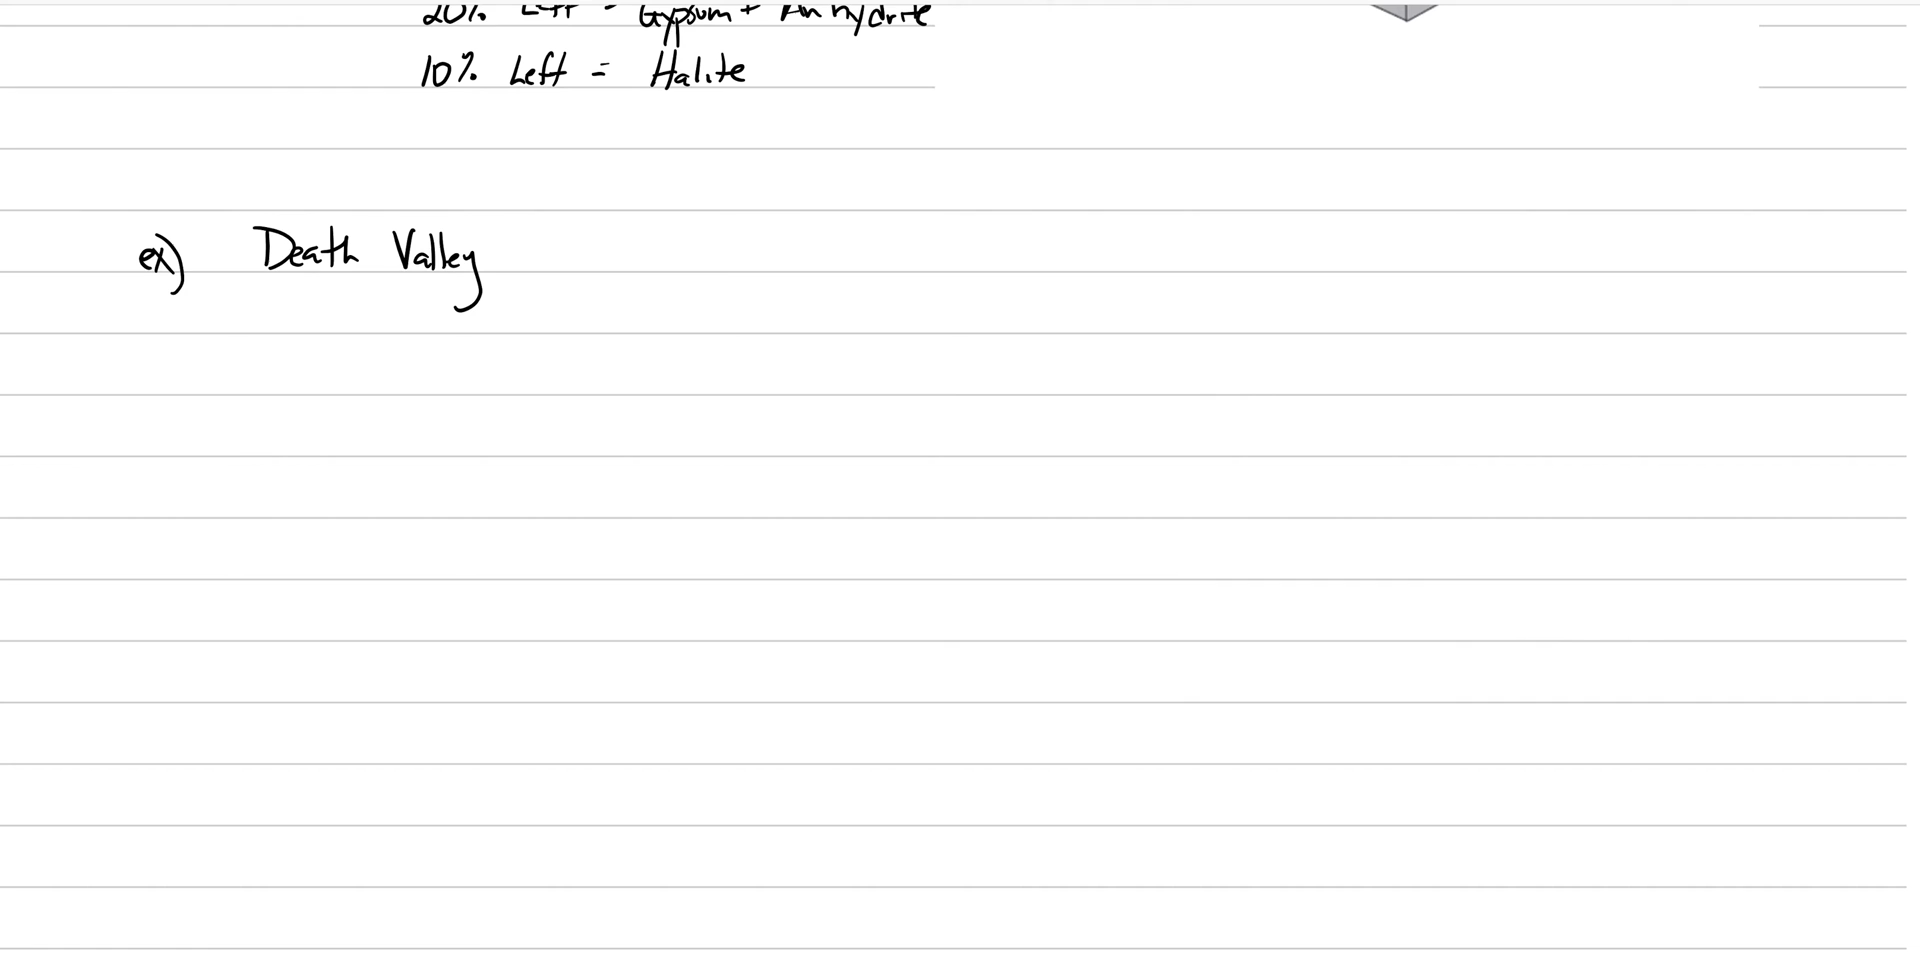 20% Left = Gypsum + Anhydrite
10% Left = Halite
ex) Death Valley